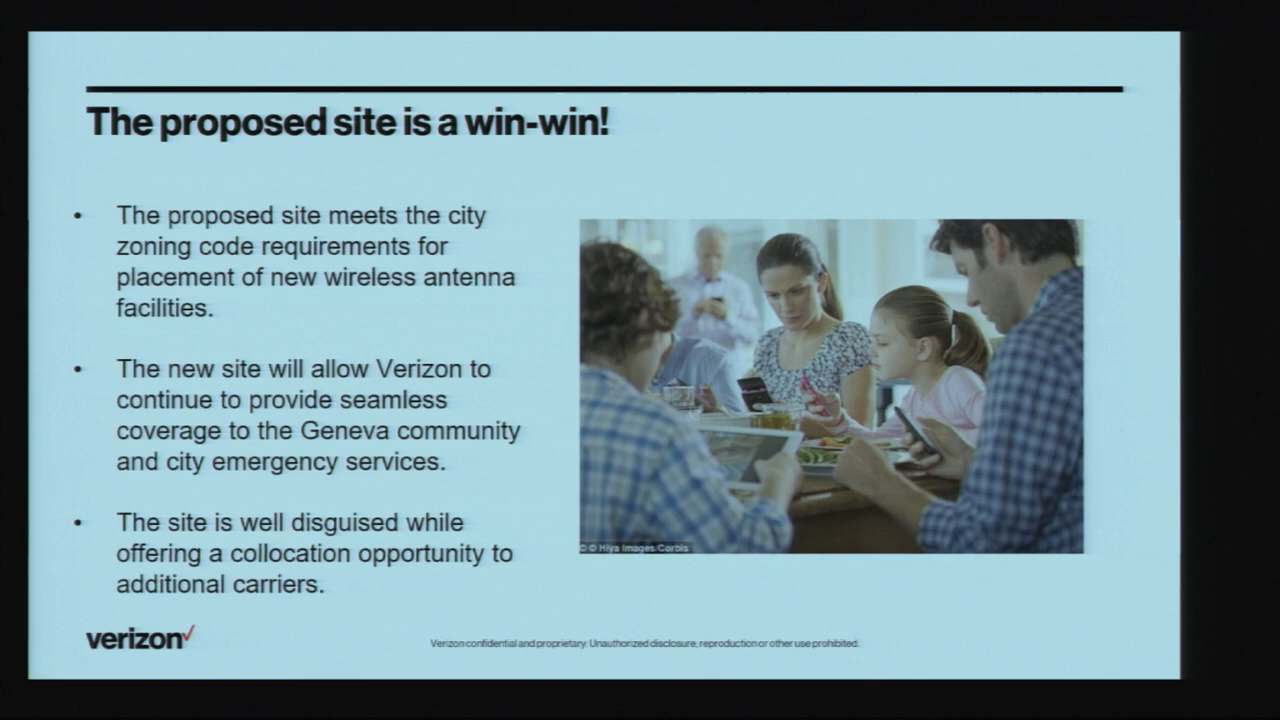 The proposed site is a win-win!
• The proposed site meets the city
zoning code requirements for
placement of new wireless antenna
facilities.
• The new site will allow Verizon to
continue to provide seamless
coverage to the Geneva community
and city emergency services.
• The site is well disguised while
offering a collocation opportunity to
additional carriers.
© Hiya Images/Corbis
verizon
Verizon confidential and proprietary. Unauthorized disclosure, reproduction or other use prohibited.